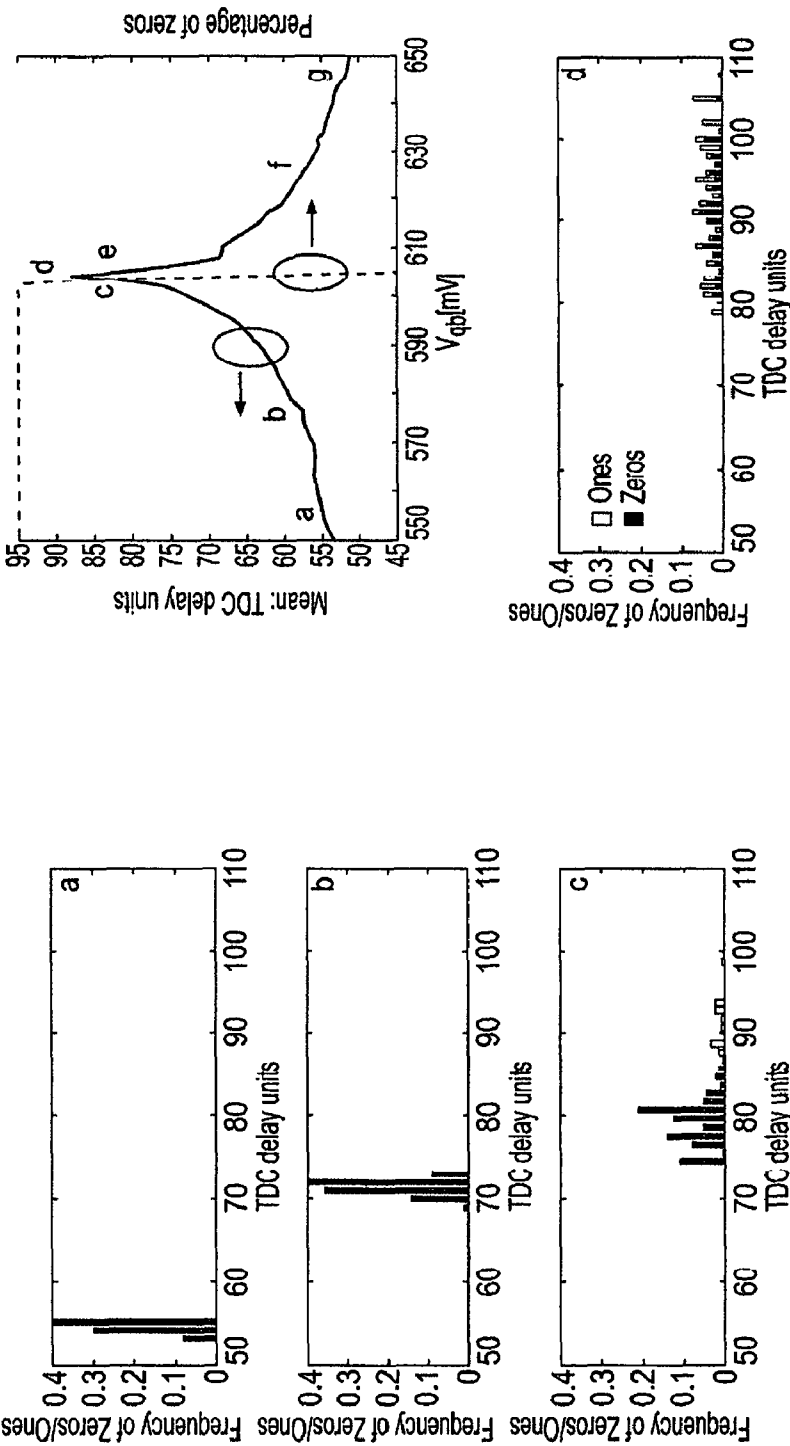 95
90
85
80
75
70
65
60
55
50
45
Mean: TDC delay units
Percentage of zeros
a
b
c
d
e
f
g
550
570
590
610
630
650
Vqb[mV]
a
0.4
0.3
0.2
0.1
0
Frequency of Zeros/Ones
50
60
70
80
90
100
110
TDC delay units
b
0.4
0.3
0.2
0.1
0
Frequency of Zeros/Ones
50
60
70
80
90
100
110
TDC delay units
c
0.4
0.3
0.2
0.1
0
Frequency of Zeros/Ones
50
60
70
80
90
100
110
TDC delay units
d
Ones
Zeros
0.4
0.3
0.2
0.1
0
Frequency of Zeros/Ones
50
60
70
80
90
100
110
TDC delay units